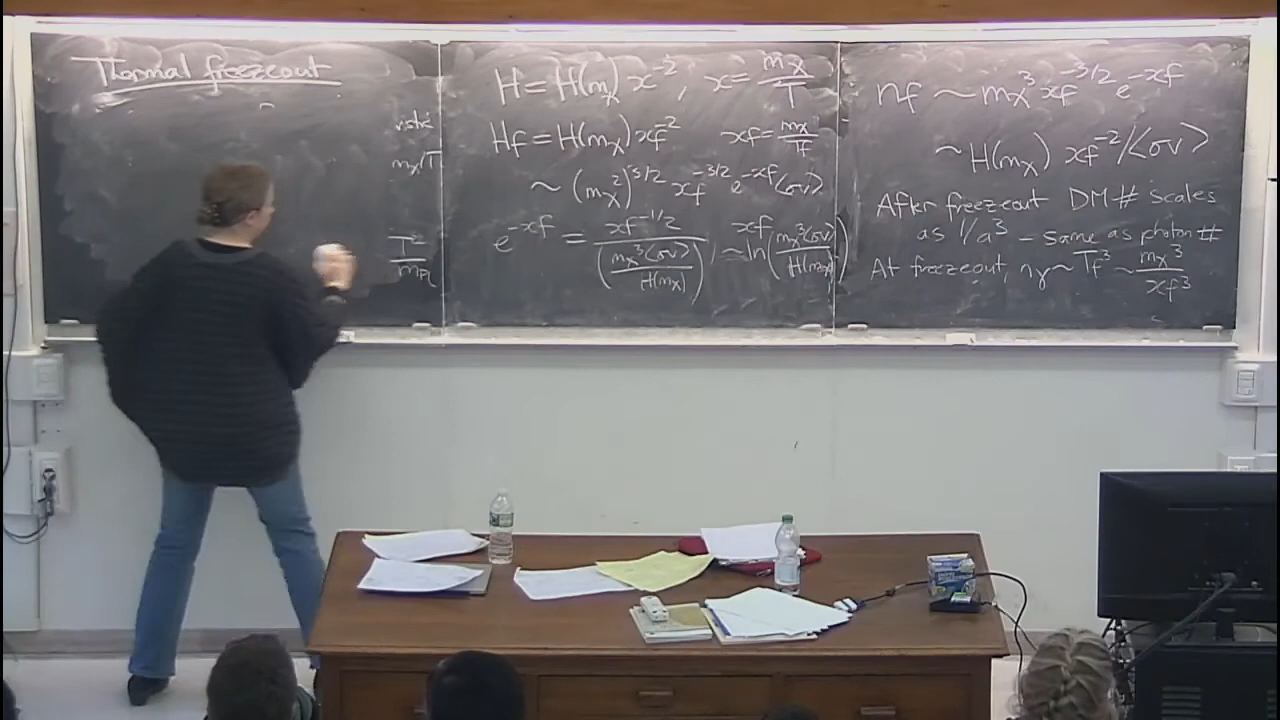 Thermal freezeout
m_χ/T
T²/m_Pl
H = H(m_χ) x^-2, x = m_χ/T
H_f = H(m_χ) x_f^-2 x_f = m_χ/T_f
~ (m_χ²)^3/2 x_f^-3/2 e^-x_f <σv>
e^-x_f = x_f^-1/2 / (m_χ³<σv>/H(m_χ)), x_f ≈ ln(m_χ³<σv>/H(m_χ))
n_f ~ m_χ³ x_f^-3/2 e^-x_f
~ H(m_χ) x_f^-2/<σv>
After freezeout DM # scales
as 1/a³ - same as photon #
At freezeout, n_γ ~ T_f³ ~ m_χ³/x_f³